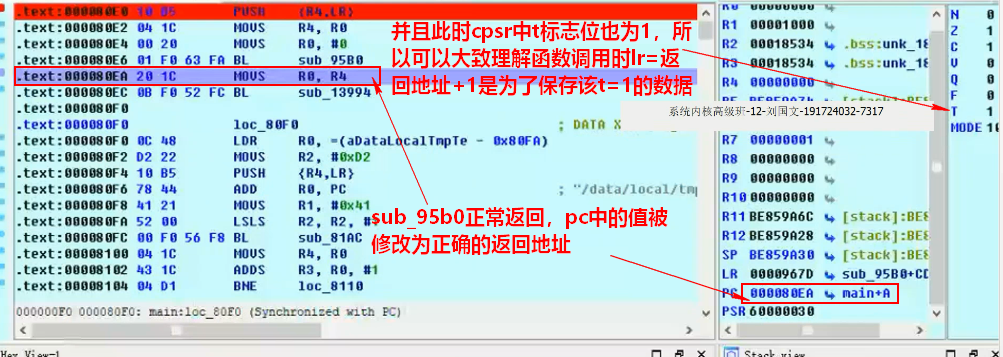 .text:000080E0 10 B5 PUSH {R4,LR}
.text:000080E2 04 1C MOVS R4, R0
.text:000080E4 00 20 MOVS R0, #0
.text:000080E6 01 F0 63 FA BL sub_95B0
.text:000080EA 20 1C MOVS R0, R4
.text:000080EC 0B F0 52 FC BL sub_13994
.text:000080F0
.text:000080F0 loc_80F0 ; DATA X
.text:000080F0 0C 48 LDR R0, =(aDataLocalTmpTe - 0x80FA)
.text:000080F2 D2 22 MOVS R2, #0xD2
.text:000080F4 10 B5 PUSH {R4,LR}
.text:000080F6 78 44 ADD R0, PC ; "/data/local/tmp
.text:000080F8 41 21 MOVS R1, #0x41
.text:000080FA 52 00 LSLS R2, R2,
.text:000080FC 00 F0 56 F8 BL sub_81AC
.text:00008100 04 1C MOVS R4, R0
.text:00008102 43 1C ADDS R3, R0, #1
.text:00008104 04 D1 BNE loc_8110
000000F0 000080F0: main:loc_80F0 (Synchronized with PC)
并且此时cpsr中t标志位也为1，所
以可以大致理解函数调用时lr=返
回地址+1是为了保存该t=1的数据
系统内核高级班-12-刘国文-191724032-7317
sub_95b0正常返回，pc中的值被
修改为正确的返回地址
R1 00001000
R2 00018534 .bss:unk_18
R3 00018534 .bss:unk_18
R4 00000000
R7 00000001
R8 00000000
R9 00000000
R10 00000000
R11 BE859A6C [stack]:BE8
R12 BE859A28 [stack]:BE8
SP BE859A30 [stack]:BE8
LR 0000967D sub_95B0+CD
PC 000080EA main+A
PSR 60000030
N 0
Z 1
C 1
V 0
Q 0
F 0
T 1
MODE 10
Hex View-1
Stack view